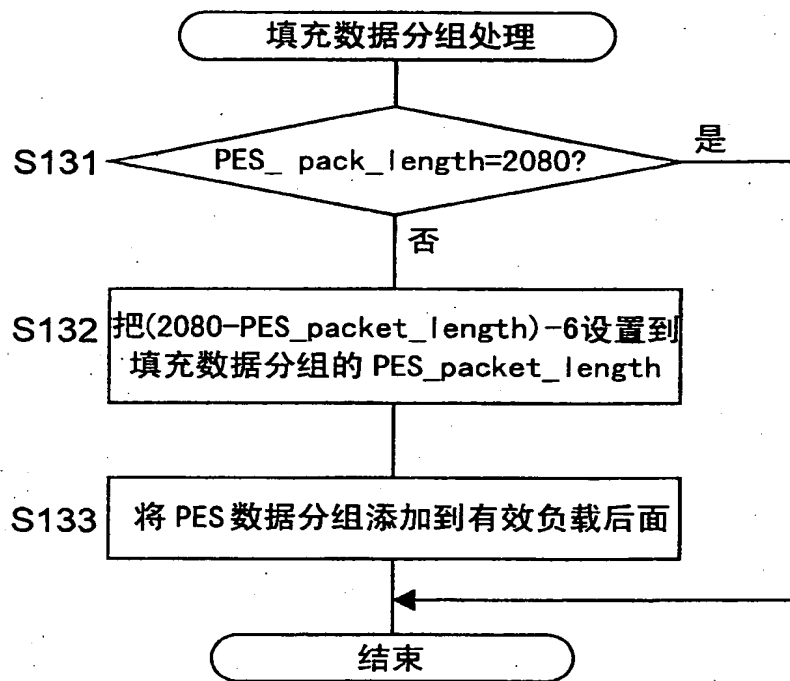 填充数据分组处理
S131
PES_ pack_length=2080?
是
否
S132
把(2080-PES_packet_length)-6设置到
填充数据分组的 PES_packet_length
S133
将 PES 数据分组添加到有效负载后面
结束